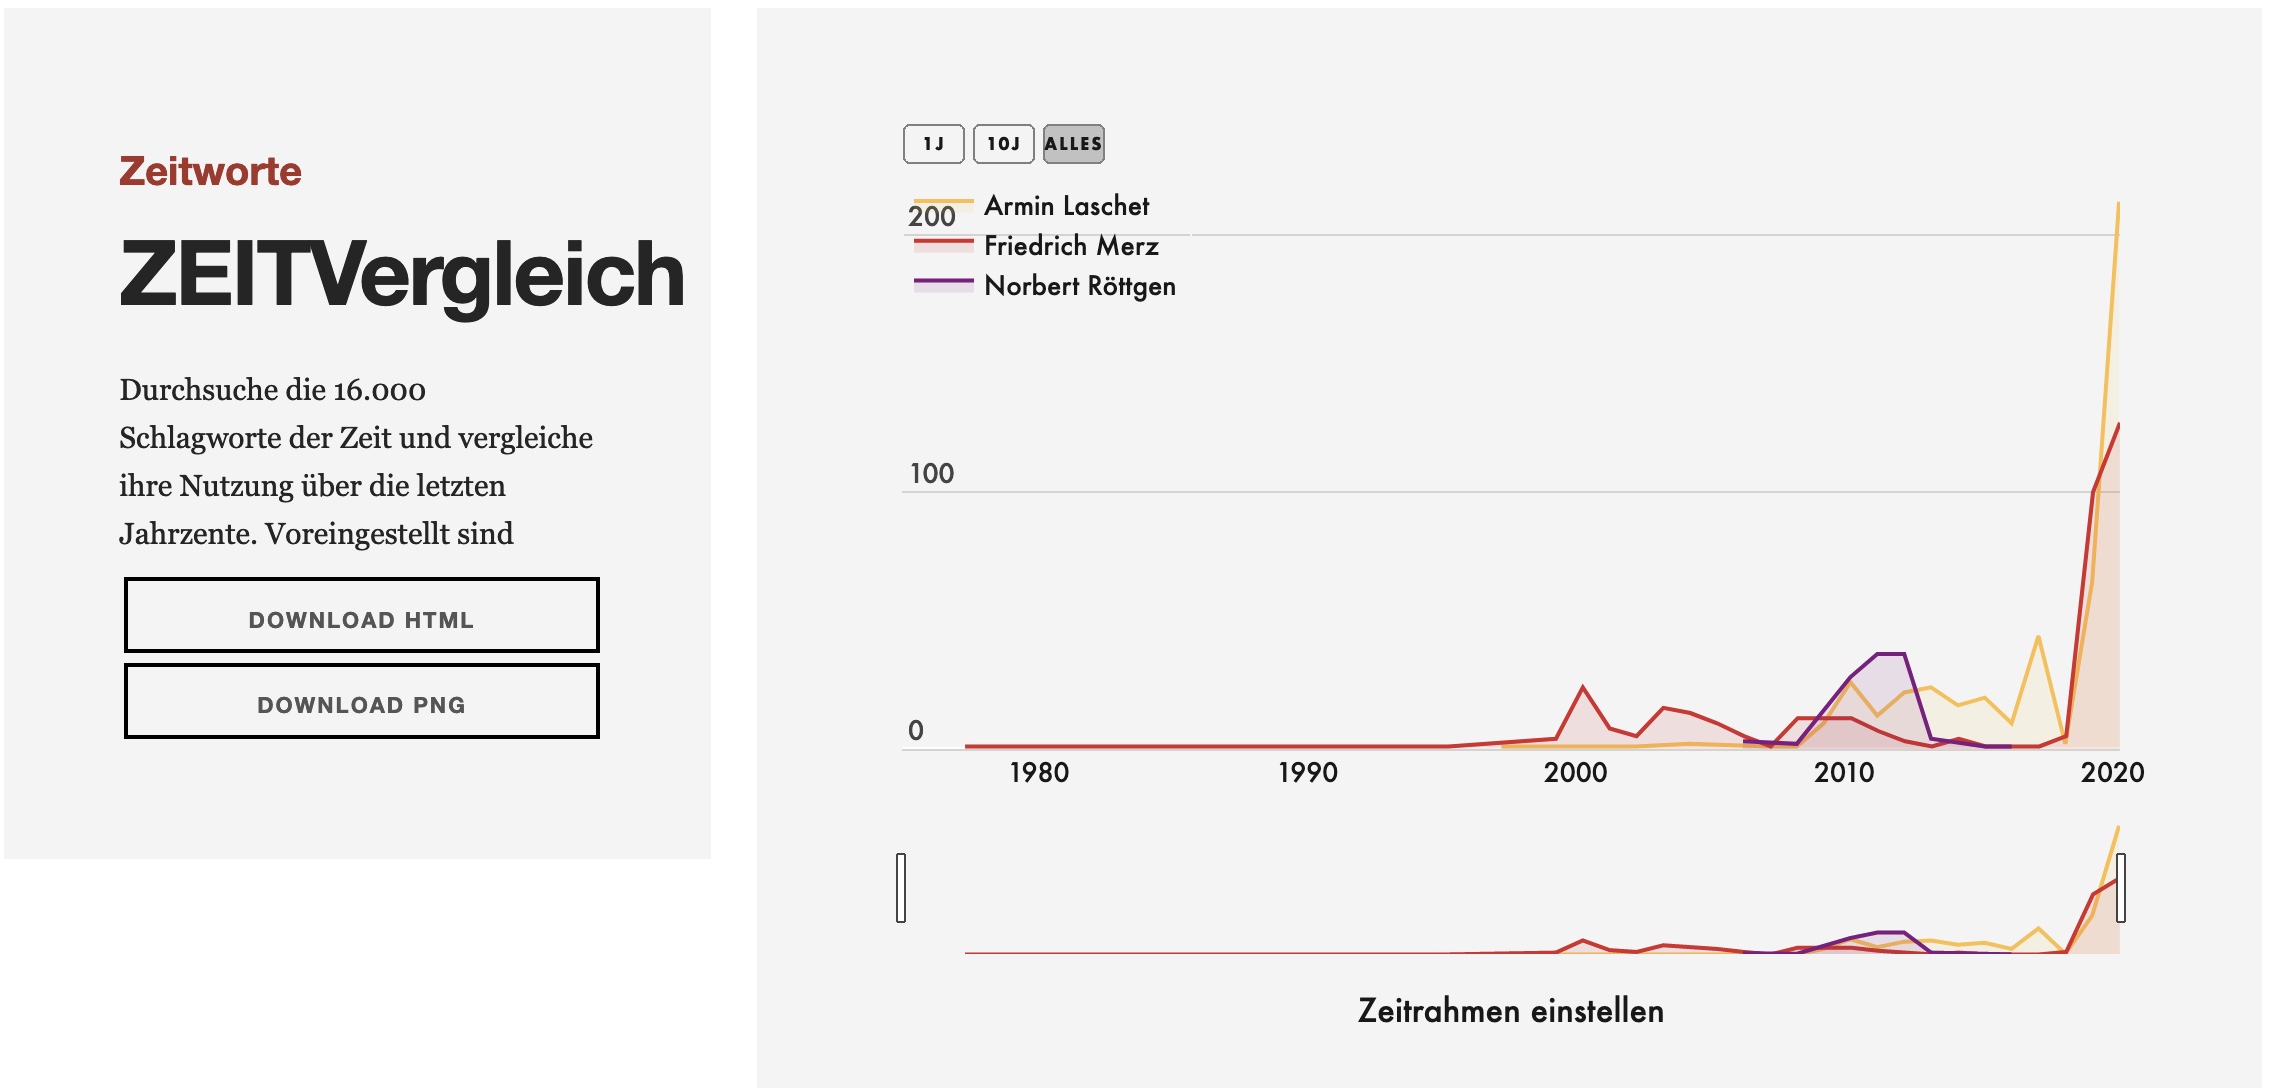 Zeitworte
ZEITVergleich
Durchsuche die 16.000
Schlagworte der Zeit und vergleiche
ihre Nutzung über die letzten
Jahrzente. Voreingestellt sind
DOWNLOAD HTML
DOWNLOAD PNG
1J 10J ALLES
Armin Laschet
200
Friedrich Merz
Norbert Röttgen
100
0
1980 1990 2000 2010 2020
Zeitrahmen einstellen